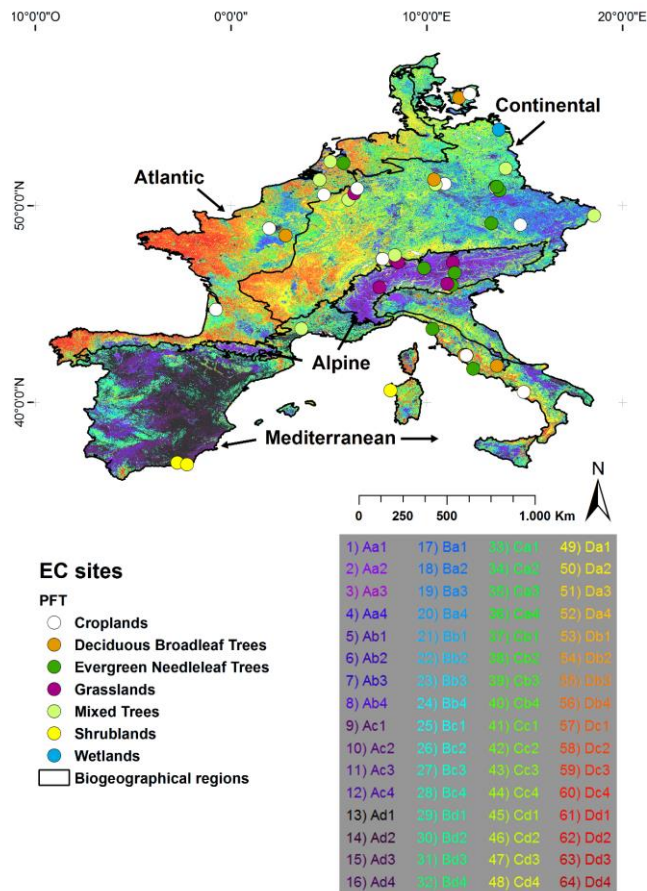 10°0'0"O 0°0'0" 10°0'0"E 20°0'0"E
Continental
Atlantic
50°0'0"N
Alpine
40°0'0"N
Mediterranean
N
0 250 500 1.000 Km
EC sites
PFT
Croplands
Deciduous Broadleaf Trees
Evergreen Needleleaf Trees
Grasslands
Mixed Trees
Shrublands
Wetlands
Biogeographical regions
1) Aa1 17) Ba1 33) Ca1 49) Da1
2) Aa2 18) Ba2 34) Ca2 50) Da2
3) Aa3 19) Ba3 35) Ca3 51) Da3
4) Aa4 20) Ba4 36) Ca4 52) Da4
5) Ab1 21) Bb1 37) Cb1 53) Db1
6) Ab2 22) Bb2 38) Cb2 54) Db2
7) Ab3 23) Bb3 39) Cb3 55) Db3
8) Ab4 24) Bb4 40) Cb4 56) Db4
9) Ac1 25) Bc1 41) Cc1 57) Dc1
10) Ac2 26) Bc2 42) Cc2 58) Dc2
11) Ac3 27) Bc3 43) Cc3 59) Dc3
12) Ac4 28) Bc4 44) Cc4 60) Dc4
13) Ad1 29) Bd1 45) Cd1 61) Dd1
14) Ad2 30) Bd2 46) Cd2 62) Dd2
15) Ad3 31) Bd3 47) Cd3 63) Dd3
16) Ad4 32) Bd4 48) Cd4 64) Dd4